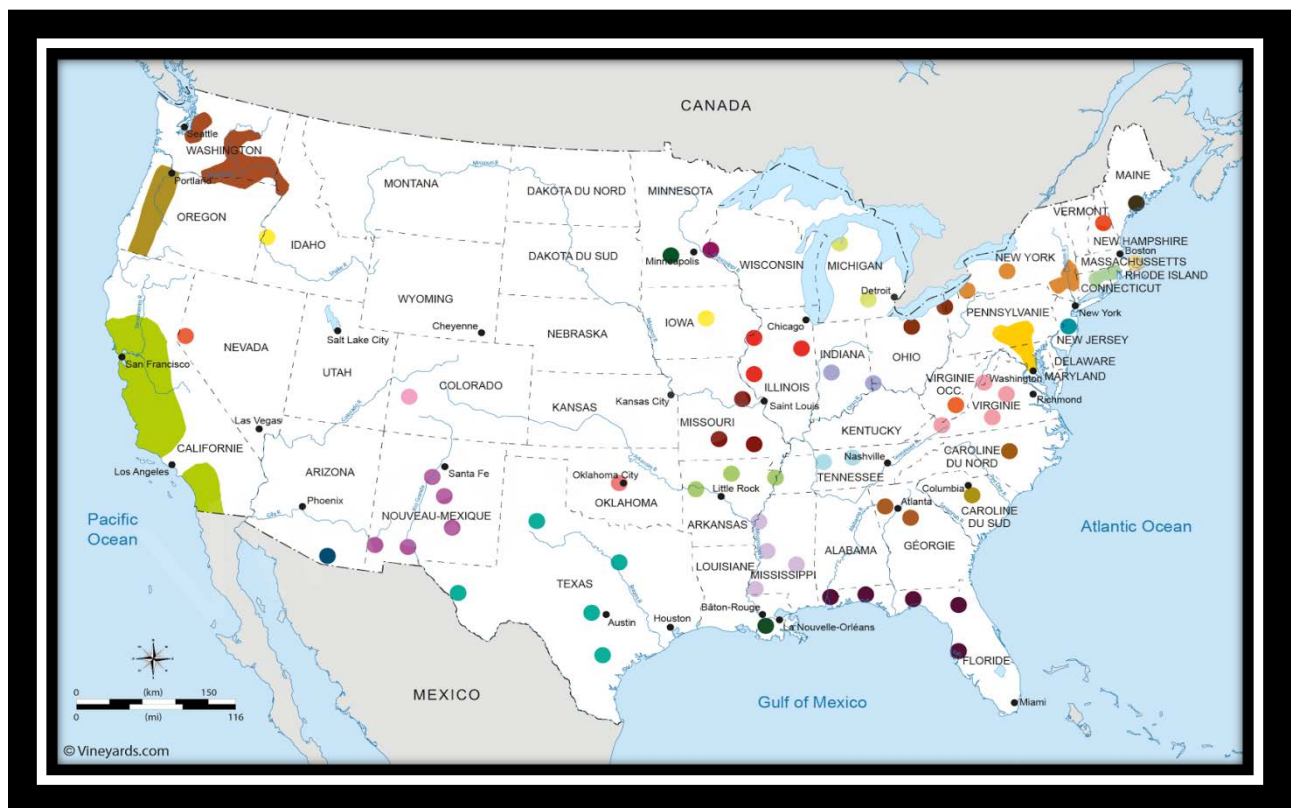 CANADA
Seattle
WASHINGTON
Portland
OREGON
MONTANA
IDAHO
DAKOTA DU NORD
MINNESOTA
DAKOTA DU SUD
Minneapolis
WISCONSIN
MICHIGAN
Detroit
MAINE
VERMONT
NEW HAMPSHIRE
Boston
NEW YORK
MASSACHUSSETTS
RHODE ISLAND
CONNECTICUT
WYOMING
Cheyenne
NEBRASKA
IOWA
Chicago
PENNSYLVANIE
New York
NEW JERSEY
NEVADA
Salt Lake City
UTAH
San Francisco
COLORADO
KANSAS
Kansas City
ILLINOIS
Saint Louis
INDIANA
OHIO
DELAWARE
MARYLAND
Washington
VIRGINIE
OCC.
Richmond
VIRGINIE
CALIFORNIE
Las Vegas
Los Angeles
ARIZONA
Phoenix
Santa Fe
NOUVEAU-MEXIQUE
Oklahoma City
OKLAHOMA
MISSOURI
KENTUCKY
Nashville
TENNESSEE
CAROLINE
DU NORD
Little Rock
ARKANSAS
Columbia
CAROLINE
DU SUD
Atlanta
GÉORGIE
ALABAMA
MISSISSIPPI
LOUISIANE
TEXAS
Austin
Houston
Bâton-Rouge
La Nouvelle-Orléans
FLORIDE
Miami
Pacific
Ocean
Atlantic Ocean
Gulf of Mexico
MEXICO
0 (km) 150
0 (mi) 116
© Vineyards.com